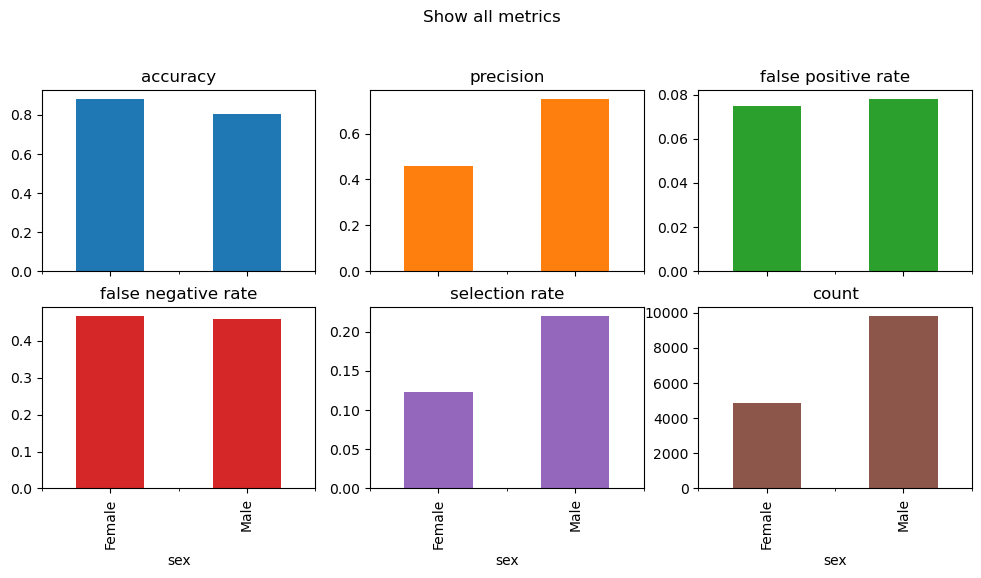 Show all metrics
accuracy
0.8
0.6
0.4
0.2
0.0
precision
0.6
0.4
0.2
0.0
false positive rate
0.08
0.06
0.04
0.02
0.00
false negative rate
0.4
0.3
0.2
0.1
0.0
Female
Male
sex
selection rate
0.20
0.15
0.10
0.05
0.00
Female
Male
sex
count
10000
8000
6000
4000
2000
0
Female
Male
sex